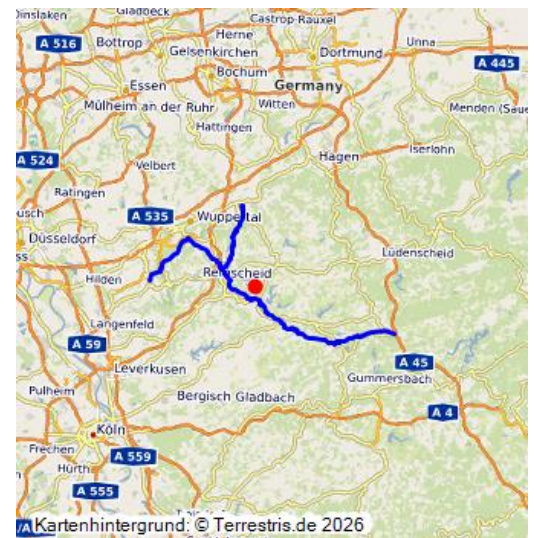 Dinslaken
Gladbeck
Castrop-Rauxel
Herne
Unna
A 516
Bottrop
Gelsenkirchen
Dortmund
A 445
Bochum
Essen
Germany
Mülheim an der Ruhr
Witten
Menden (Saue
Hattingen
Iserlohn
Hagen
A 524
Velbert
Ratingen
usch
A 535
Wuppertal
Düsseldorf
ss
Lüdenscheid
Hilden
Remscheid
Langenfeld
A 59
A 45
Leverkusen
Gummersbach
Pulheim
Bergisch Gladbach
A 4
Köln
Frechen
A 559
Hürth
A 555
/A
Kartenhintergrund: © Terrestris.de 2026